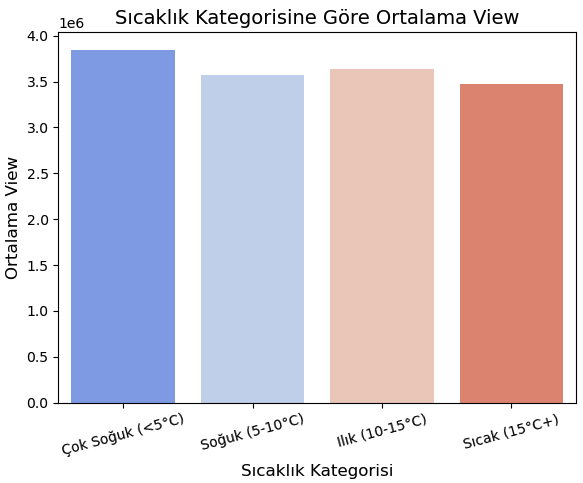 Sıcaklık Kategorisine Göre Ortalama View
1e6
4.0
3.5
3.0
2.5
2.0
1.5
1.0
0.5
0.0
Ortalama View
Çok Soğuk (<5°C)
Soğuk (5-10°C)
Ilık (10-15°C)
Sıcak (15°C+)
Sıcaklık Kategorisi